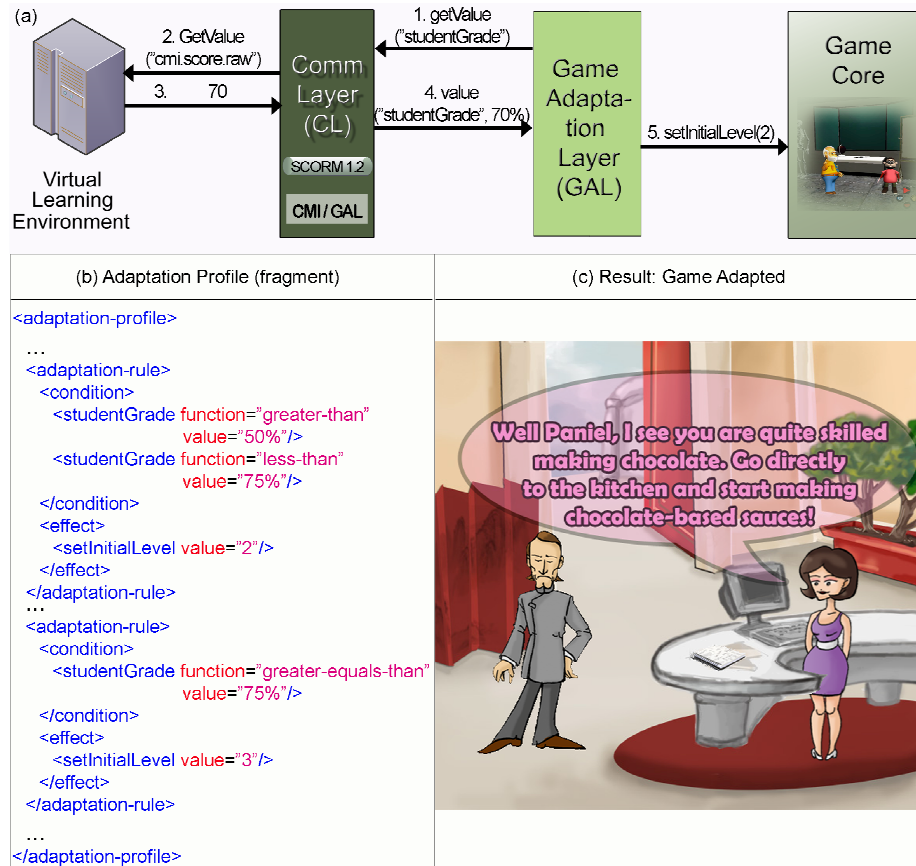 (a)
2. GetValue
("cmi.score.raw")
3. 70
Virtual
Learning
Environment
Comm
Layer
(CL)
SCORM 1.2
CMI / GAL
1. getValue
("studentGrade")
4. value
("studentGrade", 70%)
Game
Adapta-
tion
Layer
(GAL)
5. setInitialLevel(2)
Game
Core
(b) Adaptation Profile (fragment)
<adaptation-profile>
...
<adaptation-rule>
<condition>
<studentGrade function="greater-than"
value="50%"/>
<studentGrade function="less-than"
value="75%"/>
</condition>
<effect>
<setInitialLevel value="2"/>
</effect>
</adaptation-rule>
...
<adaptation-rule>
<condition>
<studentGrade function="greater-equals-than"
value="75%"/>
</condition>
<effect>
<setInitialLevel value="3"/>
</effect>
</adaptation-rule>
...
</adaptation-profile>
(c) Result: Game Adapted
Well Paniel, I see you are quite skilled
making chocolate. Go directly
to the kitchen and start making
chocolate-based sauces!